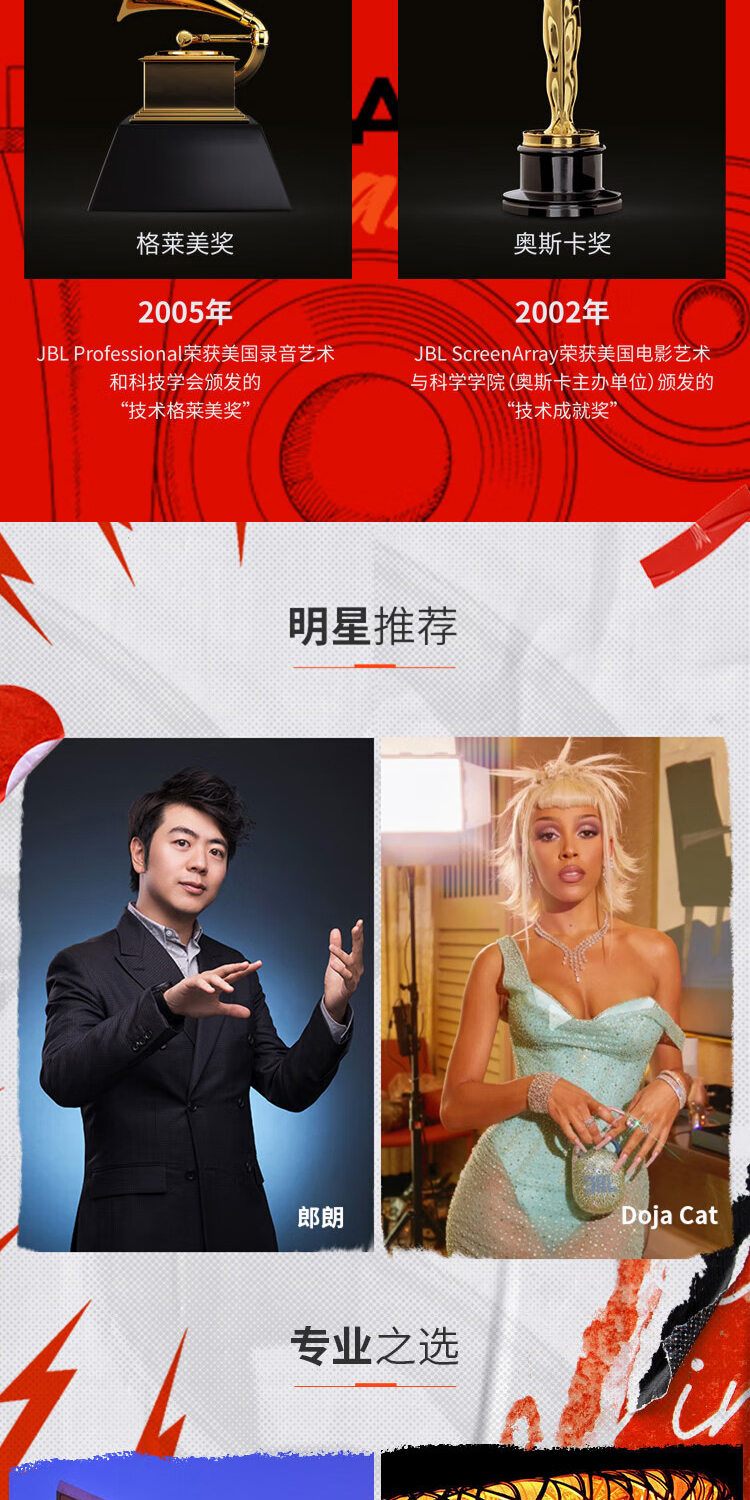 格莱美奖
奥斯卡奖
2005年
JBL Professional荣获美国录音艺术
和科技学会颁发的
“技术格莱美奖”
2002年
JBL ScreenArray荣获美国电影艺术
与科学学院(奥斯卡主办单位)颁发的
“技术成就奖”
明星推荐
郎朗
JBL
Doja Cat
专业之选
in